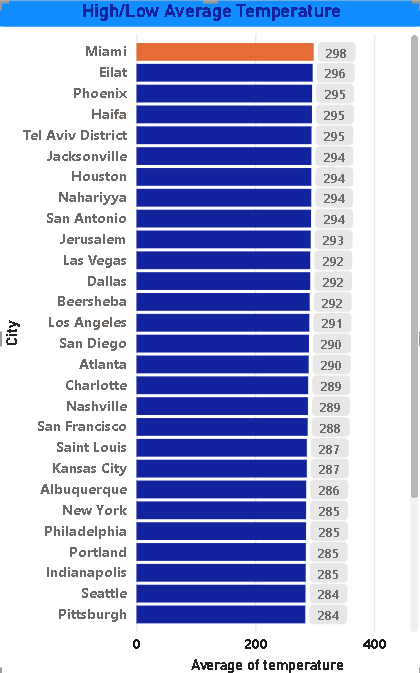 High/Low Average Temperature
Miami 298
Eilat 296
Phoenix 295
Haifa 295
Tel Aviv District 295
Jacksonville 294
Houston 294
Nahariyya 294
San Antonio 294
Jerusalem 293
Las Vegas 292
Dallas 292
Beersheba 292
Los Angeles 291
San Diego 290
Atlanta 290
Charlotte 289
Nashville 289
San Francisco 288
Saint Louis 287
Kansas City 287
Albuquerque 286
New York 285
Philadelphia 285
Portland 285
Indianapolis 285
Seattle 284
Pittsburgh 284
City
0 200 400
Average of temperature